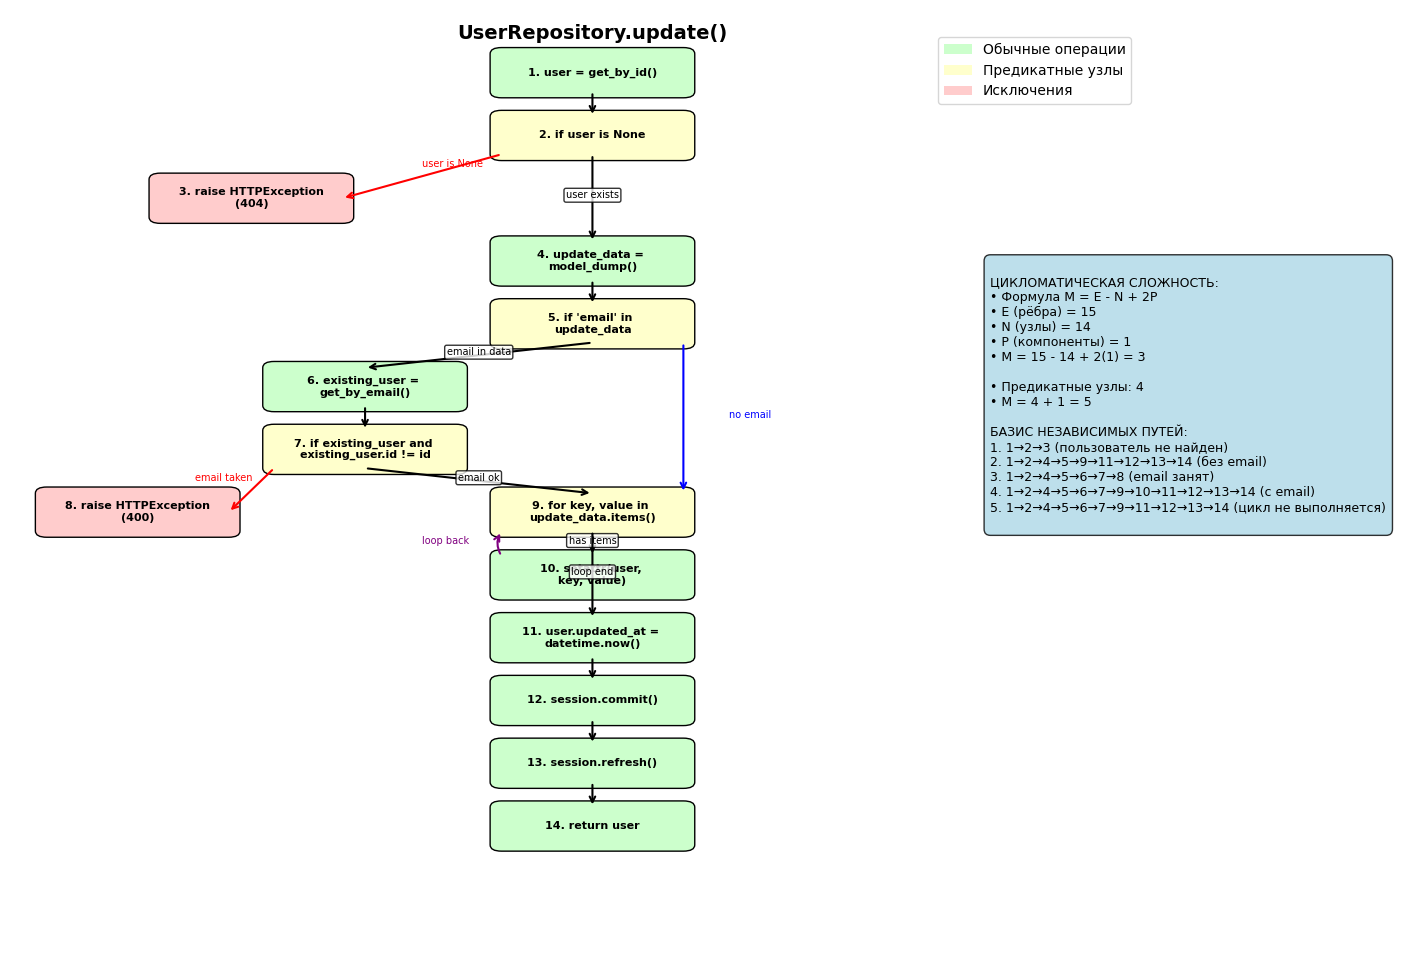 UserRepository.update()
Обычные операции
Предикатные узлы
Исключения
1. user = get_by_id()
2. if user is None
user is None
3. raise HTTPException
(404)
user exists
4. update_data =
model_dump()
5. if 'email' in
update_data
email in data
6. existing_user =
get_by_email()
no email
7. if existing_user and
existing_user.id != id
email taken
email ok
8. raise HTTPException
(400)
9. for key, value in
update_data.items()
loop back
has items
10. user,
loop end
key, value)
11. user.updated_at =
datetime.now()
12. session.commit()
13. session.refresh()
14. return user
ЦИКЛОМАТИЧЕСКАЯ СЛОЖНОСТЬ:
• Формула M = E - N + 2P
• E (рёбра) = 15
• N (узлы) = 14
• P (компоненты) = 1
• M = 15 - 14 + 2(1) = 3
• Предикатные узлы: 4
• M = 4 + 1 = 5
БАЗИС НЕЗАВИСИМЫХ ПУТЕЙ:
1. 1→2→3 (пользователь не найден)
2. 1→2→4→5→9→11→12→13→14 (без email)
3. 1→2→4→5→6→7→8 (email занят)
4. 1→2→4→5→6→7→9→10→11→12→13→14 (с email)
5. 1→2→4→5→6→7→9→11→12→13→14 (цикл не выполняется)